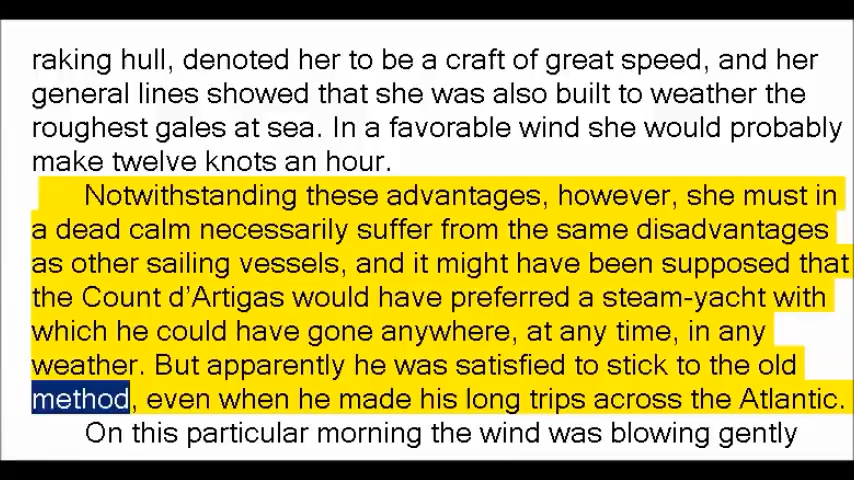 raking hull, denoted her to be a craft of great speed, and her
general lines showed that she was also built to weather the
roughest gales at sea. In a favorable wind she would probably
make twelve knots an hour.
Notwithstanding these advantages, however, she must in
a dead calm necessarily suffer from the same disadvantages
as other sailing vessels, and it might have been supposed that
the Count d’Artigas would have preferred a steam-yacht with
which he could have gone anywhere, at any time, in any
weather. But apparently he was satisfied to stick to the old
method, even when he made his long trips across the Atlantic.
On this particular morning the wind was blowing gently